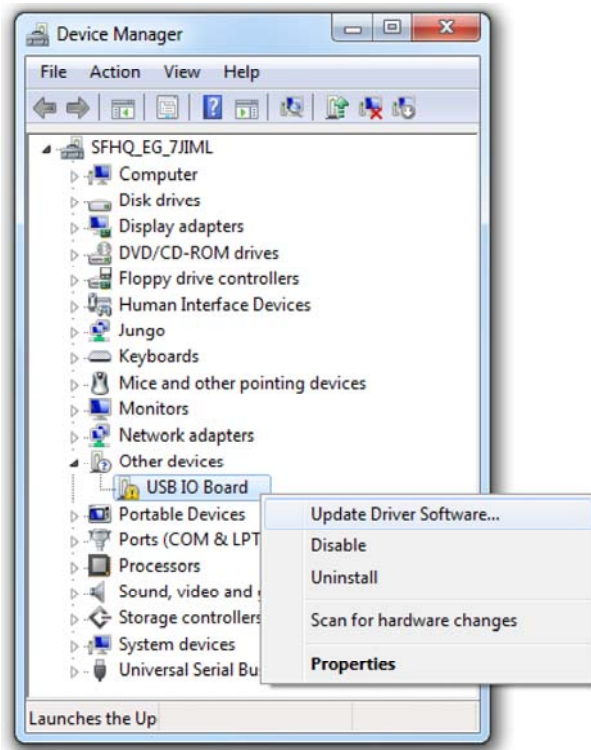 Device Manager
File Action View Help
SFHQ_EG_7JIML
Computer
Disk drives
Display adapters
DVD/CD-ROM drives
Floppy drive controllers
Human Interface Devices
Jungo
Keyboards
Mice and other pointing devices
Monitors
Network adapters
Other devices
USB IO Board
Portable Devices
Ports (COM & LPT
Processors
Sound, video and
Storage controllers
System devices
Universal Serial Bu
Update Driver Software...
Disable
Uninstall
Scan for hardware changes
Properties
Launches the Up